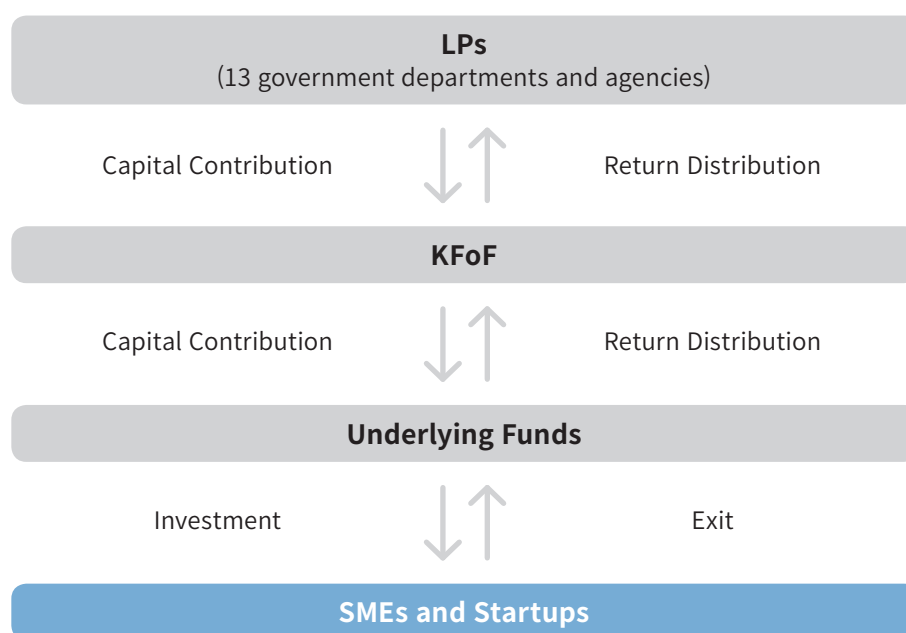 LPs
(13 government departments and agencies)
Capital Contribution
Return Distribution
KFoF
Capital Contribution
Return Distribution
Underlying Funds
Investment
Exit
SMEs and Startups